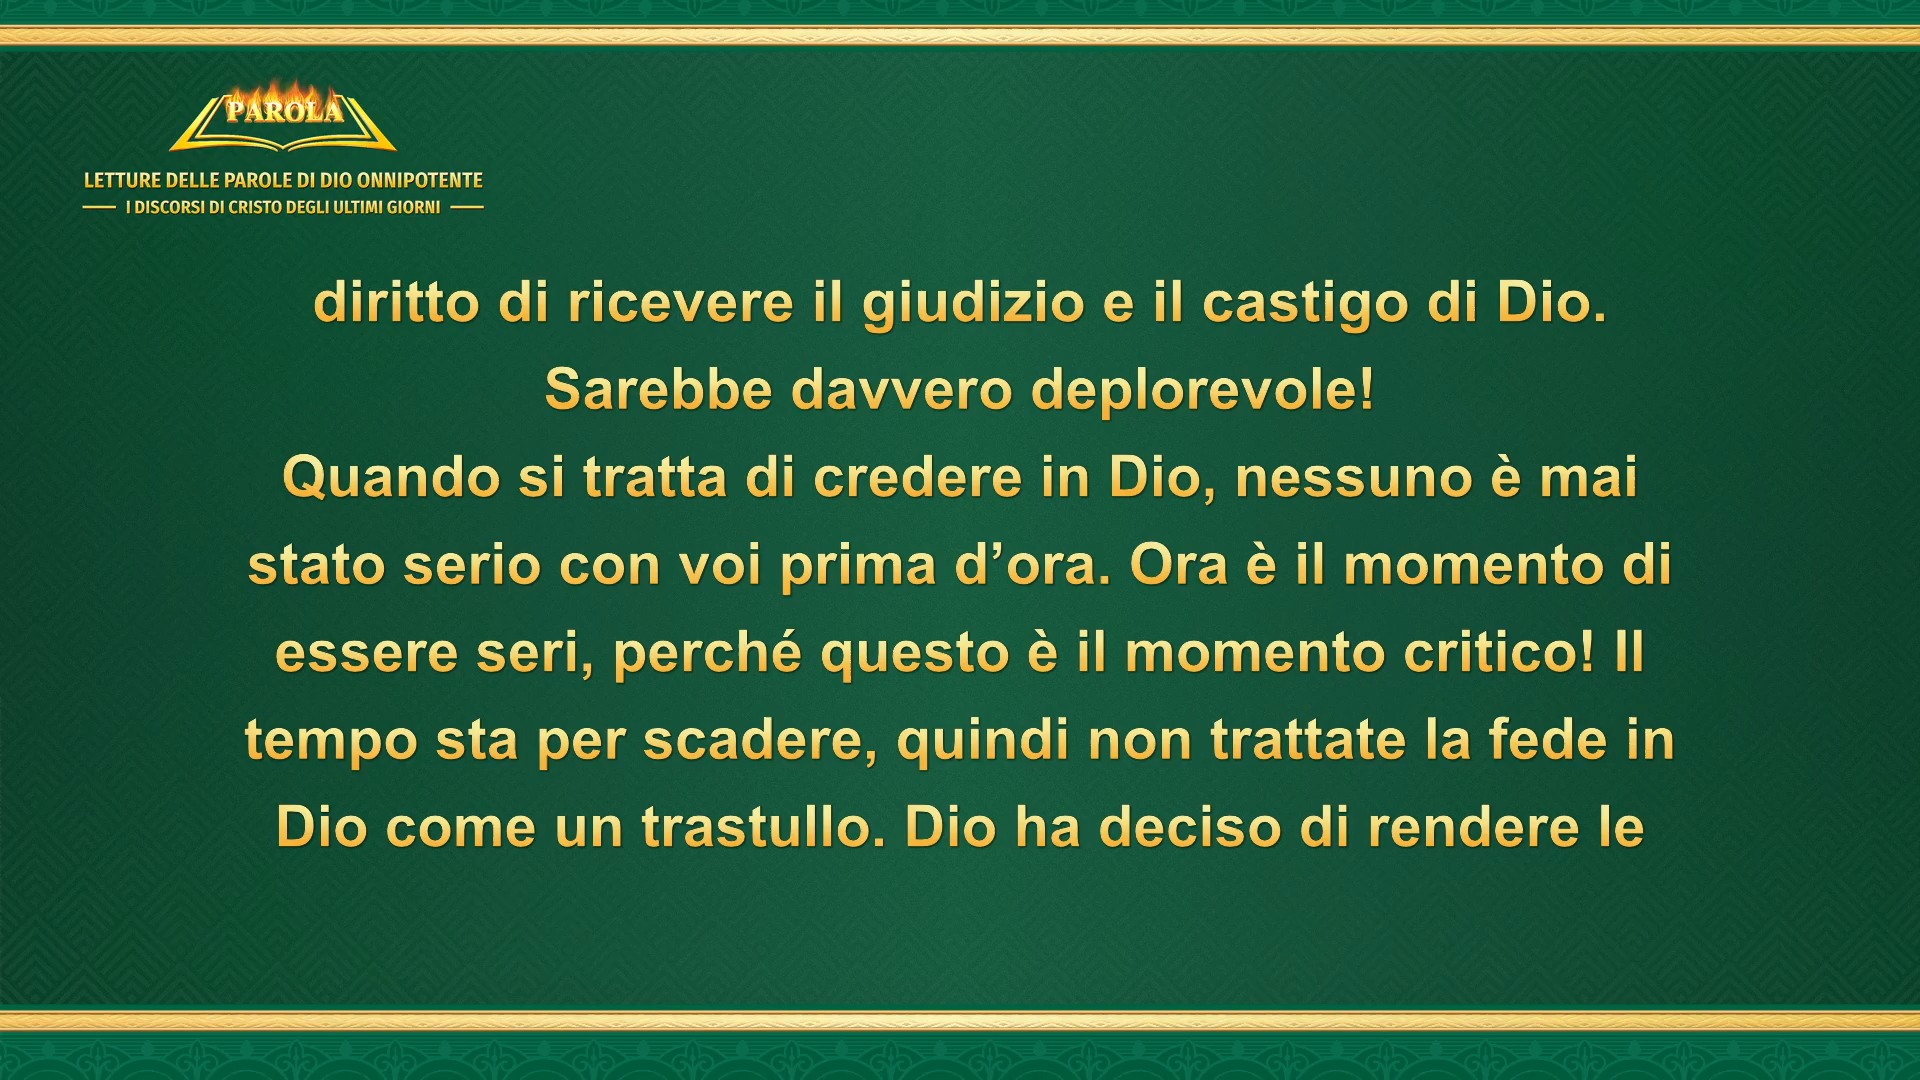 PAROLA
LETTURE DELLE PAROLE DI DIO ONNIPOTENTE
I DISCORSI DI CRISTO DEGLI ULTIMI GIORNI
diritto di ricevere il giudizio e il castigo di Dio.
Sarebbe davvero deplorevole!
Quando si tratta di credere in Dio, nessuno è mai
stato serio con voi prima d’ora. Ora è il momento di
essere seri, perché questo è il momento critico! Il
tempo sta per scadere, quindi non trattate la fede in
Dio come un trastullo. Dio ha deciso di rendere le